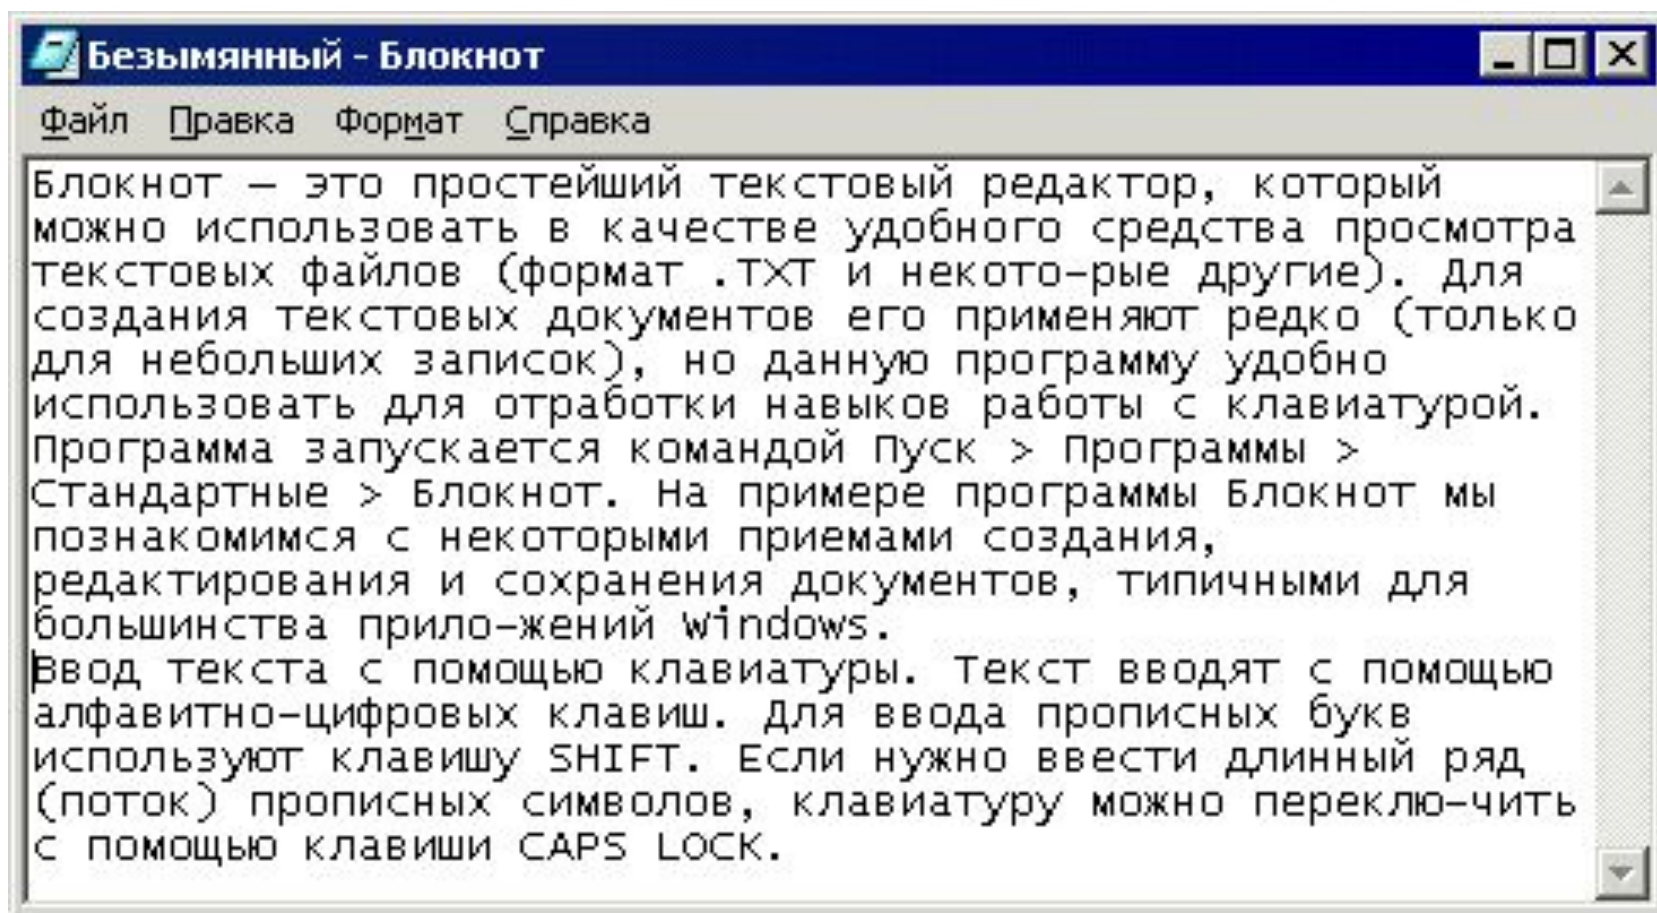 Безымянный - Блокнот
Файл Правка Формат Справка
Блокнот — это простейший текстовый редактор, который
можно использовать в качестве удобного средства просмотра
текстовых файлов (формат .TXT и некото-рые другие). Для
создания текстовых документов его применяют редко (только
для небольших записок), но данную программу удобно
использовать для отработки навыков работы с клавиатурой.
Программа запускается командой Пуск > Программы >
Стандартные > Блокнот. На примере программы Блокнот мы
познакомимся с некоторыми приемами создания,
редактирования и сохранения документов, типичными для
большинства прило-жений Windows.
Ввод текста с помощью клавиатуры. Текст вводят с помощью
алфавитно-цифровых клавиш. Для ввода прописных букв
используют клавишу SHIFT. Если нужно ввести длинный ряд
(поток) прописных символов, клавиатуру можно переклю-чить
с помощью клавиши CAPS LOCK.